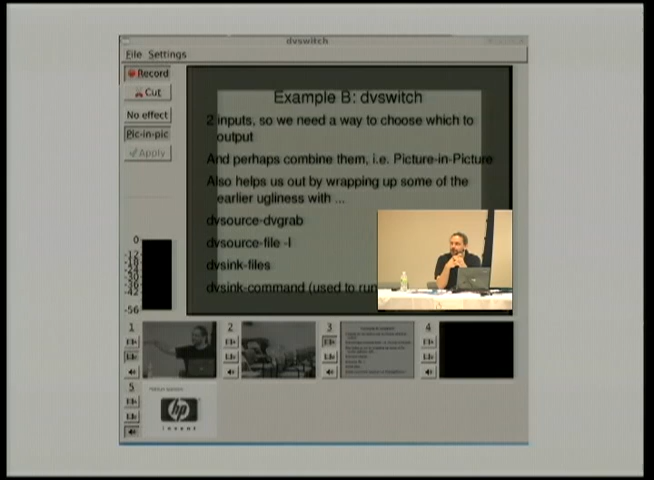 dvswitch
File Settings
Record
Cut
No effect
Pic-in-pic
Apply
Example B: dvswitch
2 inputs, so we need a way to choose which to
output
And perhaps combine them, i.e. Picture-in-Picture
Also helps us out by wrapping up some of the
earlier ugliness with ...
dvsource-dvgrab
dvsource-file -l
dvsink-files
dvsink-command (used to run
0
-56
1
2
3
4
5
hp
invent